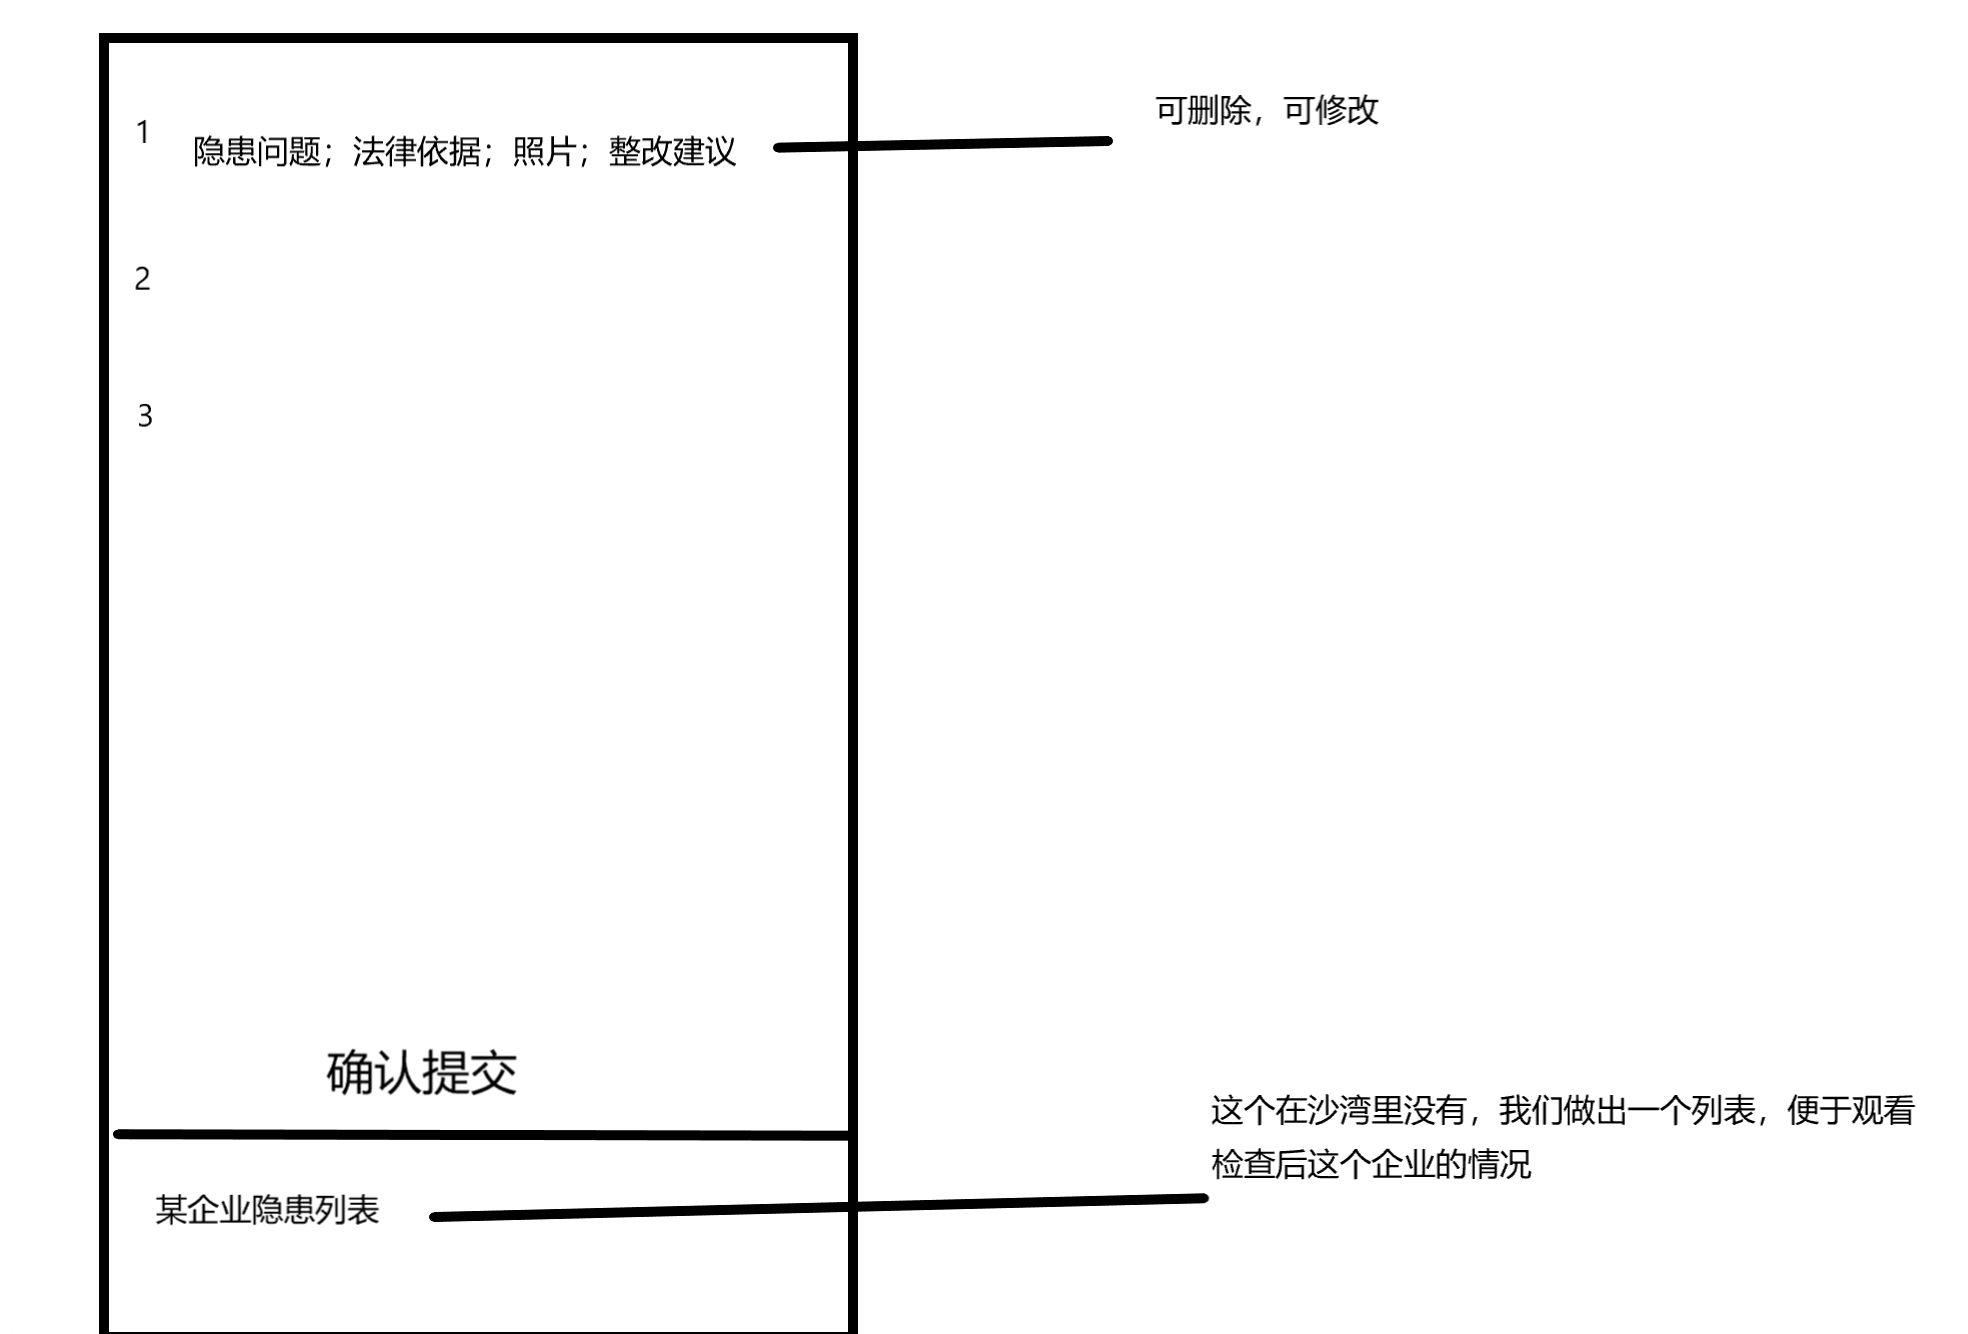 可删除，可修改
1
隐患问题；法律依据；照片；整改建议
2
3
确认提交
这个在沙湾里没有，我们做出一个列表，便于观看
检查后这个企业的情况
某企业隐患列表